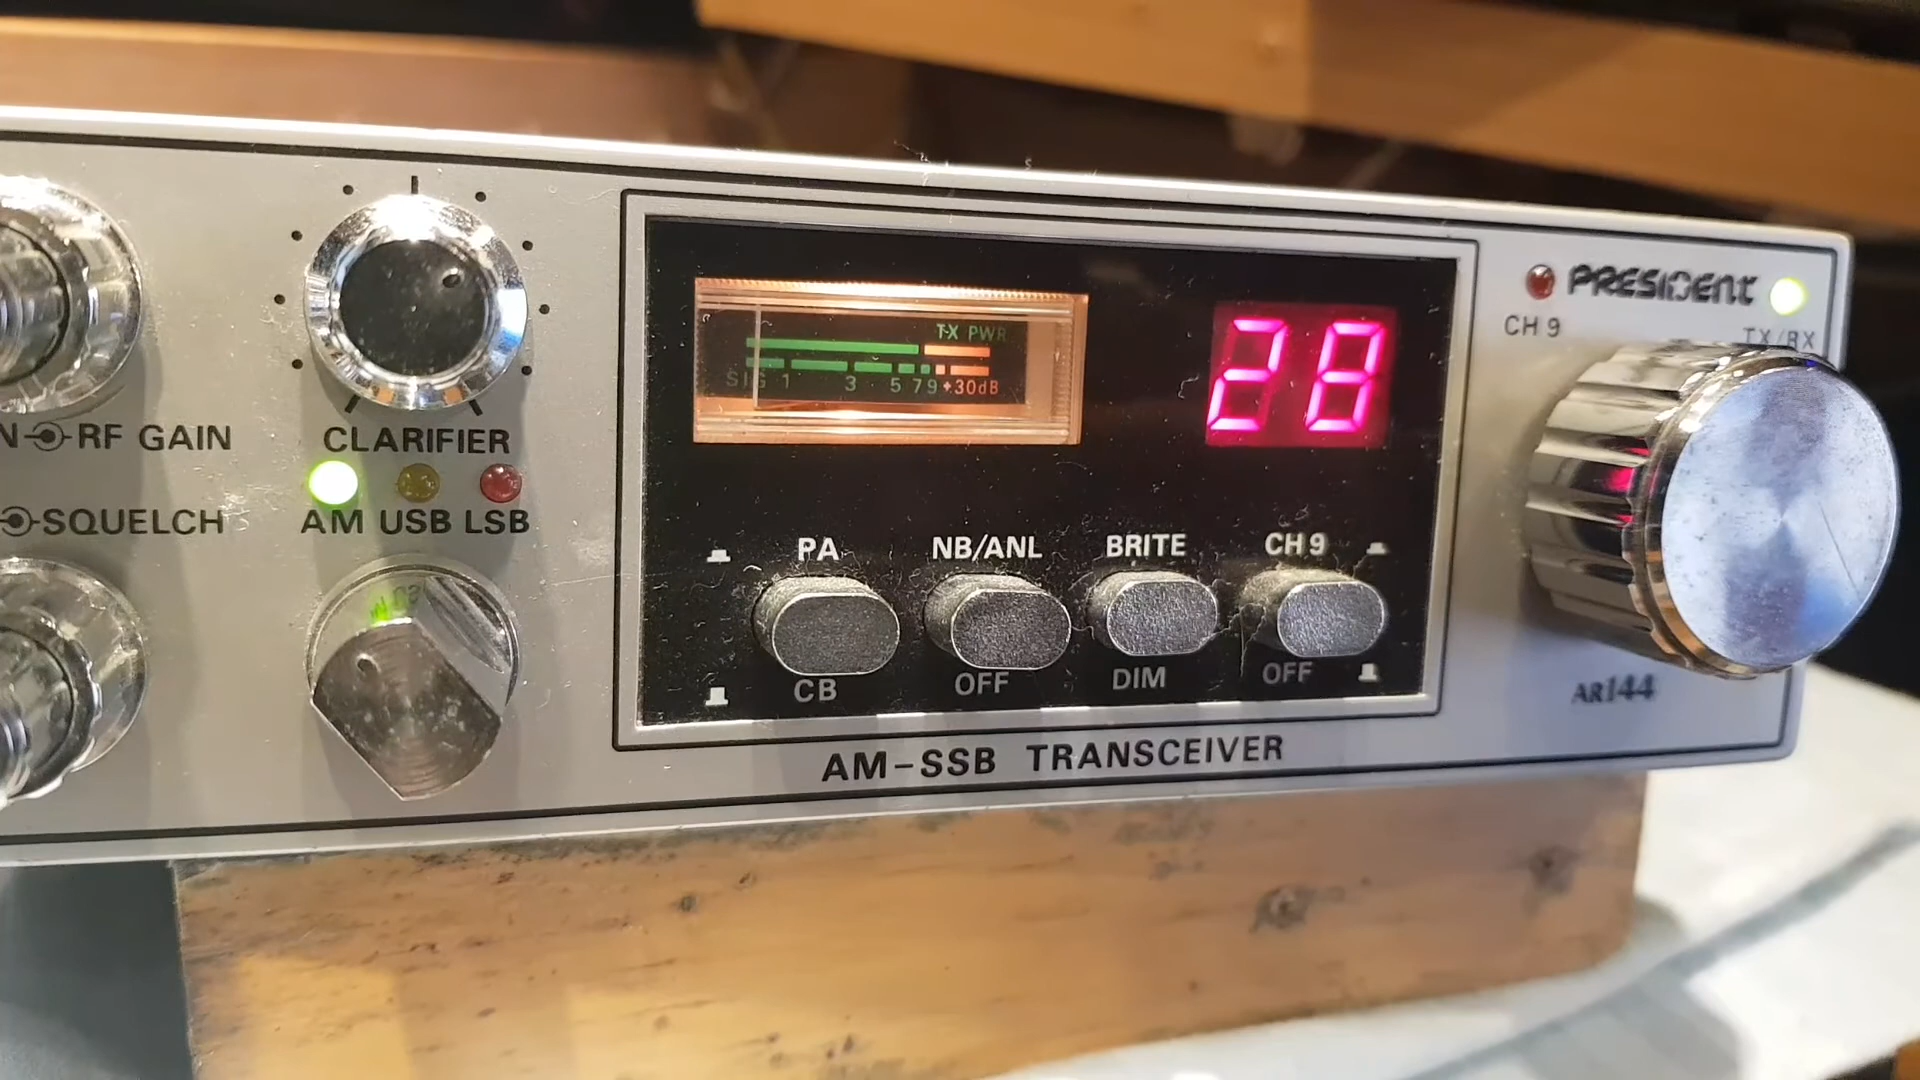 TX PWR
SIG 1 3 5 7 9 +30dB
28
PRESIDENT
CH 9
TX/RX
RF GAIN
CLARIFIER
SQUELCH
AM USB LSB
PA NB/ANL BRITE CH 9
CB OFF DIM OFF
AR144
AM-SSB TRANSCEIVER